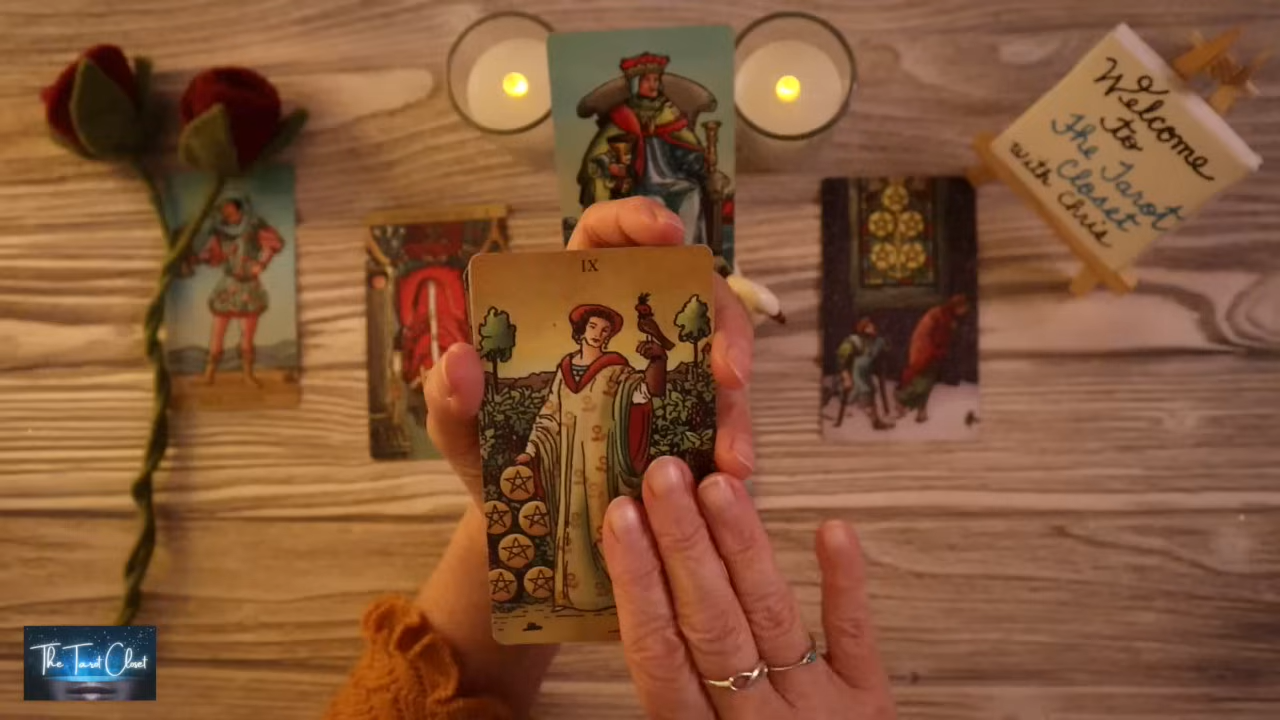 Welcome
to
The Tarot
Closet
with Chris
IX
The Tarot Closet